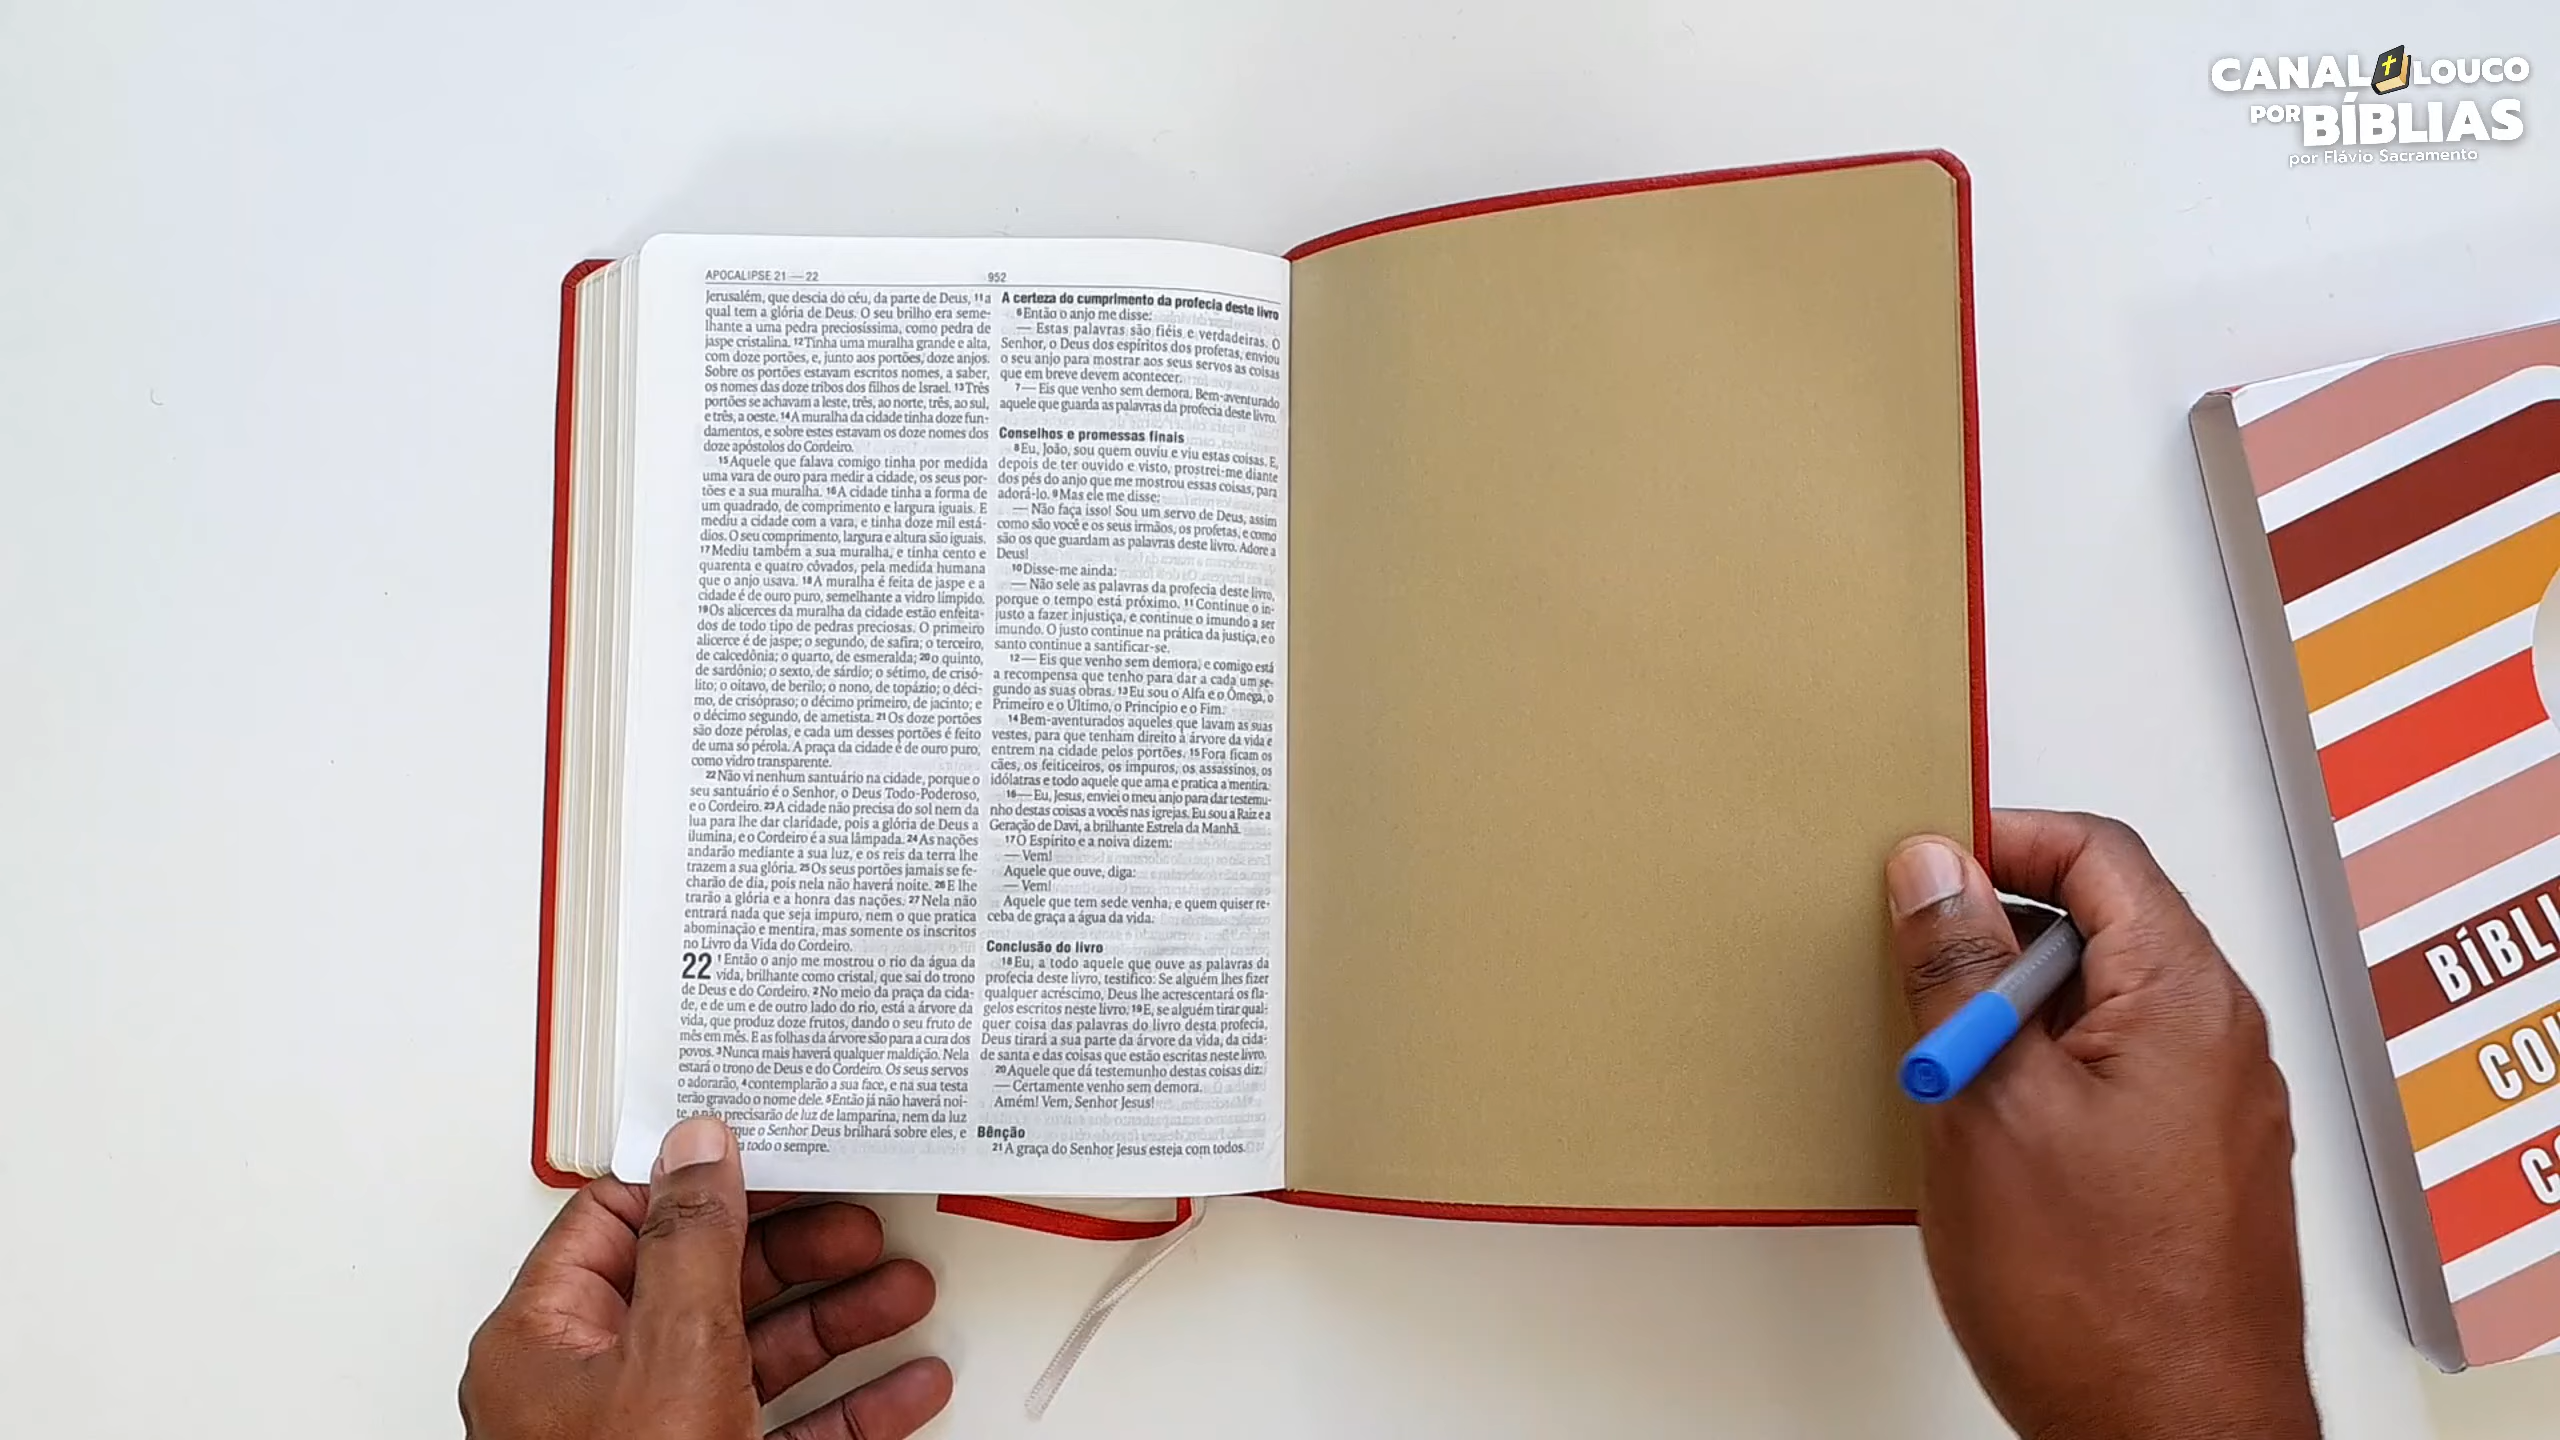 CANAL LOUCO
POR BÍBLIAS
por Flávio Sacramento
APOCALIPSE 21 — 22
952
Jerusalém, que descia do céu, da parte de Deus, 11 a
qual tem a glória de Deus. O seu brilho era seme-
lhante a uma pedra preciosíssima, como pedra de
jaspe cristalina. 12 Tinha uma muralha grande e alta,
com doze portões, e, junto aos portões, doze anjos.
Sobre os portões estavam escritos nomes, a saber,
os nomes das doze tribos dos filhos de Israel. 13 Três
portões se achavam a leste, três, ao norte, três, ao sul,
e três, a oeste. 14 A muralha da cidade tinha doze fun-
damentos, e sobre estes estavam os doze nomes dos
doze apóstolos do Cordeiro.
15 Aquele que falava comigo tinha por medida
uma vara de ouro para medir a cidade, os seus por-
tões e a sua muralha. 16 A cidade tinha a forma de
um quadrado, de comprimento e largura iguais. E
mediu a cidade com a vara, e tinha doze mil está-
dios. O seu comprimento, largura e altura são iguais.
17 Mediu também a sua muralha, e tinha cento e
quarenta e quatro côvados, pela medida humana
que o anjo usava. 18 A muralha é feita de jaspe e a
cidade é de ouro puro, semelhante a vidro límpido.
19 Os alicerces da muralha da cidade estão enfeita-
dos de todo tipo de pedras preciosas. O primeiro
alicerce é de jaspe; o segundo, de safira; o terceiro,
de calcedônia; o quarto, de esmeralda; 20 o quinto,
de sardônio; o sexto, de sárdio; o sétimo, de crisó-
lito; o oitavo, de berilo; o nono, de topázio; o déci-
mo, de crisópraso; o décimo primeiro, de jacinto; e
o décimo segundo, de ametista. 21 Os doze portões
são doze pérolas, e cada um desses portões é feito
de uma só pérola. A praça da cidade é de ouro puro,
como vidro transparente.
22 Não vi nenhum santuário na cidade, porque o
seu santuário é o Senhor, o Deus Todo-Poderoso,
e o Cordeiro. 23 A cidade não precisa do sol nem da
lua para lhe dar claridade, pois a glória de Deus a
ilumina, e o Cordeiro é a sua lâmpada. 24 As nações
andarão mediante a sua luz, e os reis da terra lhe
trazem a sua glória. 25 Os seus portões jamais se fe-
charão de dia, pois nela não haverá noite. 26 E lhe
trarão a glória e a honra das nações. 27 Nela não
entrará nada que seja impuro, nem o que pratica
abominação e mentira, mas somente os inscritos
no Livro da Vida do Cordeiro.
22 1 Então o anjo me mostrou o rio da água da
vida, brilhante como cristal, que sai do trono
de Deus e do Cordeiro. 2 No meio da praça da cida-
de, e de um e de outro lado do rio, está a árvore da
vida, que produz doze frutos, dando o seu fruto de
mês em mês. E as folhas da árvore são para a cura dos
povos. 3 Nunca mais haverá qualquer maldição. Nela
estará o trono de Deus e do Cordeiro. Os seus servos
o adorarão, 4 contemplarão a sua face, e na sua testa
terão gravado o nome dele. 5 Então já não haverá noi-
te, e não precisarão de luz de lamparina, nem da luz
que o Senhor Deus brilhará sobre eles, e
a todo o sempre.
A certeza do cumprimento da profecia deste livro
6 Então o anjo me disse:
— Estas palavras são fiéis e verdadeiras. O
Senhor, o Deus dos espíritos dos profetas, enviou
o seu anjo para mostrar aos seus servos as coisas
que em breve devem acontecer.
7 — Eis que venho sem demora. Bem-aventurado
aquele que guarda as palavras da profecia deste livro.
Conselhos e promessas finais
8 Eu, João, sou quem ouviu e viu estas coisas. E,
depois de ter ouvido e visto, prostrei-me diante
dos pés do anjo que me mostrou essas coisas, para
adorá-lo. 9 Mas ele me disse:
— Não faça isso! Sou um servo de Deus, assim
como são você e os seus irmãos, os profetas, e como
são os que guardam as palavras deste livro. Adore a
Deus!
10 Disse-me ainda:
— Não sele as palavras da profecia deste livro,
porque o tempo está próximo. 11 Continue o in-
justo a fazer injustiça, e continue o imundo a ser
imundo. O justo continue na prática da justiça, e o
santo continue a santificar-se.
12 — Eis que venho sem demora, e comigo está
a recompensa que tenho para dar a cada um se-
gundo as suas obras. 13 Eu sou o Alfa e o Ômega, o
Primeiro e o Último, o Princípio e o Fim.
14 Bem-aventurados aqueles que lavam as suas
vestes, para que tenham direito à árvore da vida e
entrem na cidade pelos portões. 15 Fora ficam os
cães, os feiticeiros, os impuros, os assassinos, os
idólatras e todo aquele que ama e pratica a mentira.
16 — Eu, Jesus, enviei o meu anjo para dar testemu-
nho destas coisas a vocês nas igrejas. Eu sou a Raiz e a
Geração de Davi, a brilhante Estrela da Manhã.
17 O Espírito e a noiva dizem:
— Vem!
Aquele que ouve, diga:
— Vem!
Aquele que tem sede venha, e quem quiser re-
ceba de graça a água da vida.
Conclusão do livro
18 Eu, a todo aquele que ouve as palavras da
profecia deste livro, testifico: Se alguém lhes fizer
qualquer acréscimo, Deus lhe acrescentará os fla-
gelos escritos neste livro. 19 E, se alguém tirar qual-
quer coisa das palavras do livro desta profecia,
Deus tirará a sua parte da árvore da vida, da cida-
de santa e das coisas que estão escritas neste livro.
20 Aquele que dá testemunho destas coisas diz:
— Certamente venho sem demora.
Amém! Vem, Senhor Jesus!
Bênção
21 A graça do Senhor Jesus esteja com todos.
BÍBLI
CO